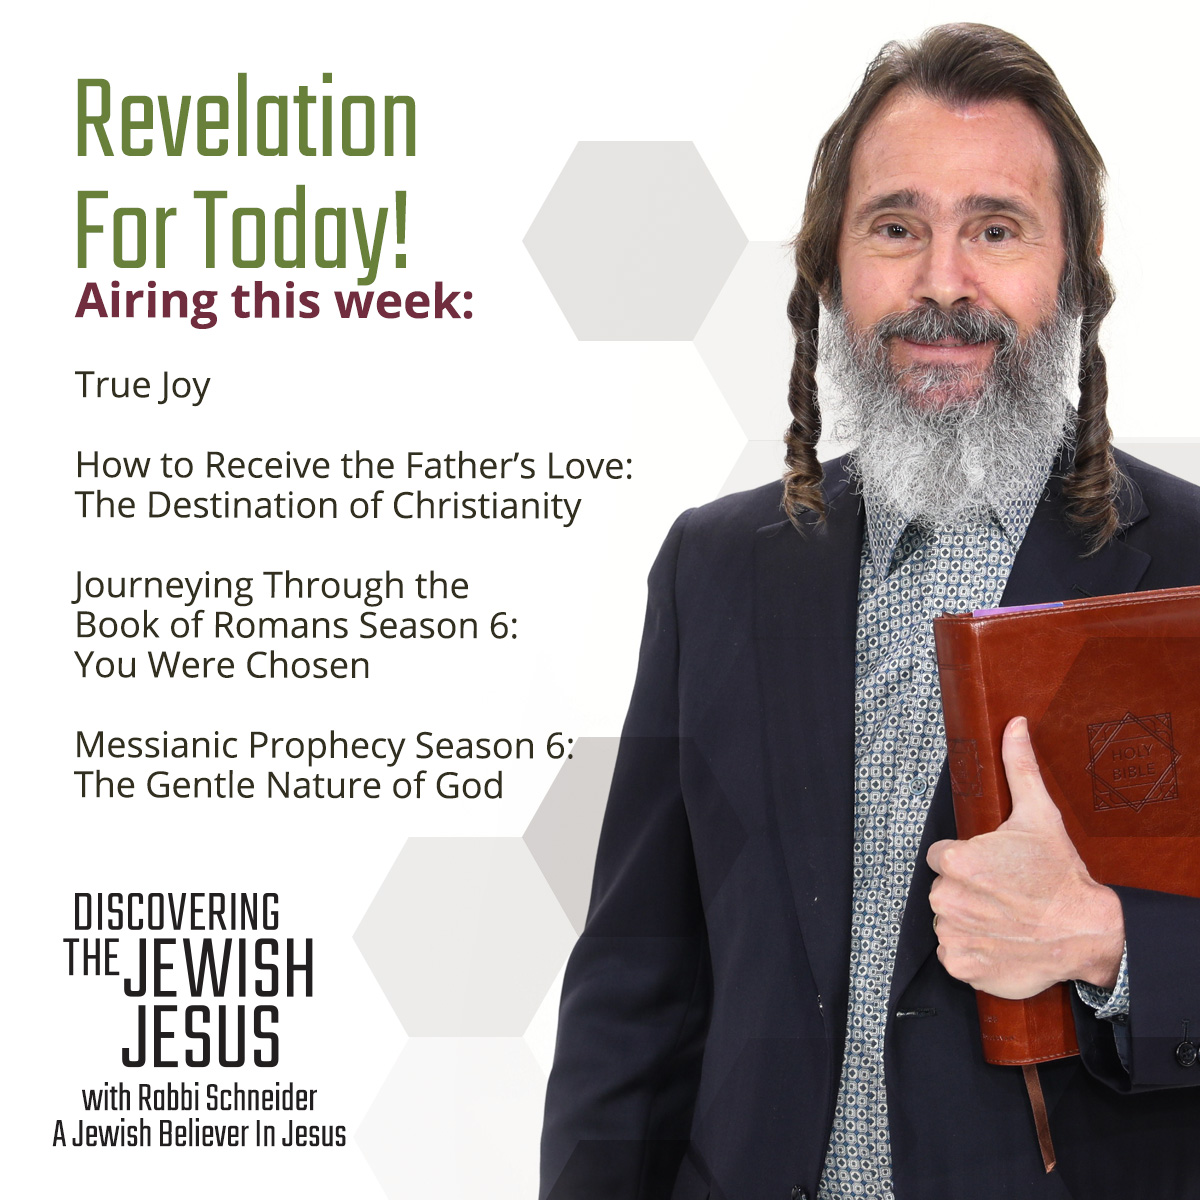 Revelation
For Today!
Airing this week:
True Joy
How to Receive the Father’s Love:
The Destination of Christianity
Journeying Through the
Book of Romans Season 6:
You Were Chosen
Messianic Prophecy Season 6:
The Gentle Nature of God
DISCOVERING
THE JEWISH
JESUS
with Rabbi Schneider
A Jewish Believer In Jesus
HOLY
BIBLE